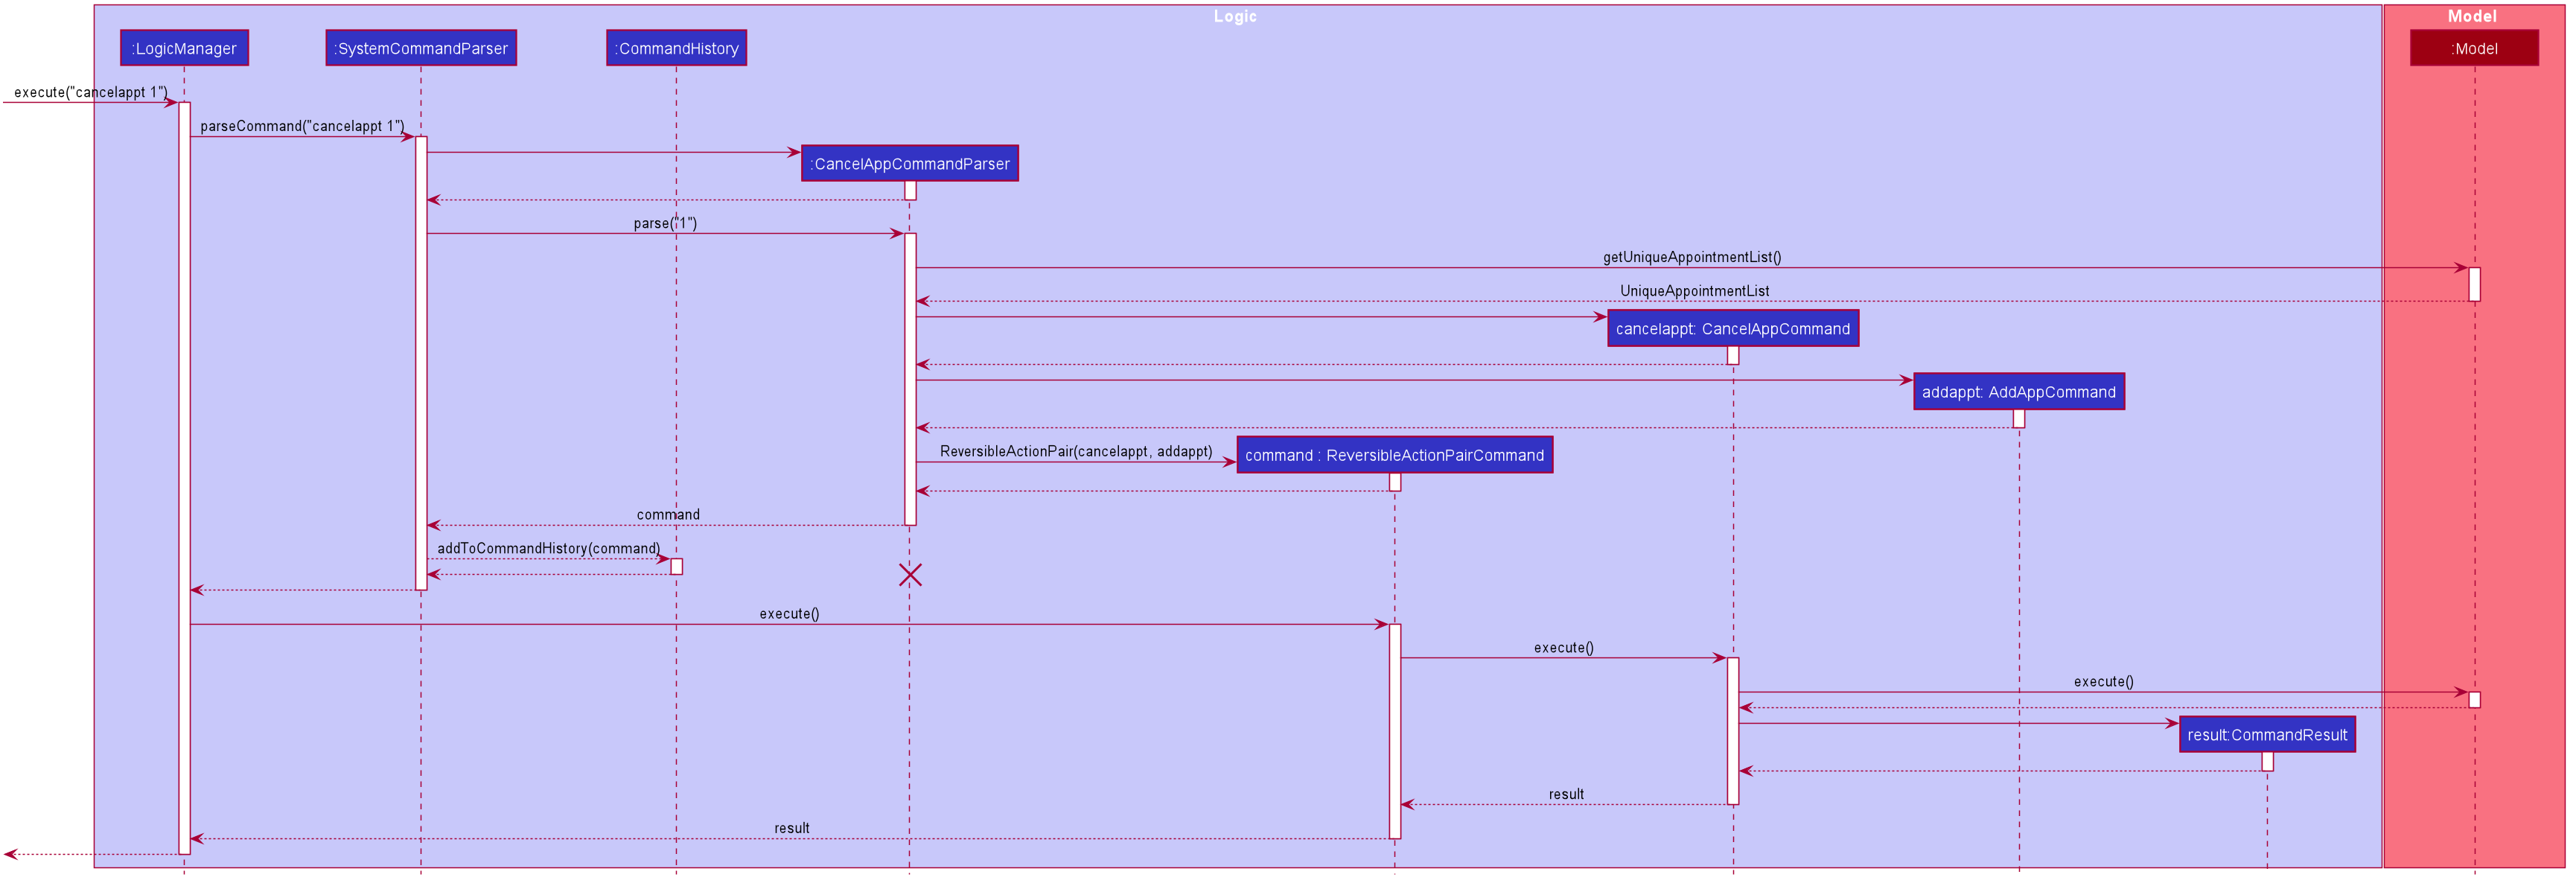 Logic
Model
:LogicManager
:SystemCommandParser
:CommandHistory
:Model
execute("cancelappt 1")
parseCommand("cancelappt 1")
:CancelAppCommandParser
parse("1")
getUniqueAppointmentList()
UniqueAppointmentList
cancelappt: CancelAppCommand
addappt: AddAppCommand
ReversibleActionPair(cancelappt, addappt)
command : ReversibleActionPairCommand
command
addToCommandHistory(command)
execute()
execute()
execute()
result:CommandResult
result
result